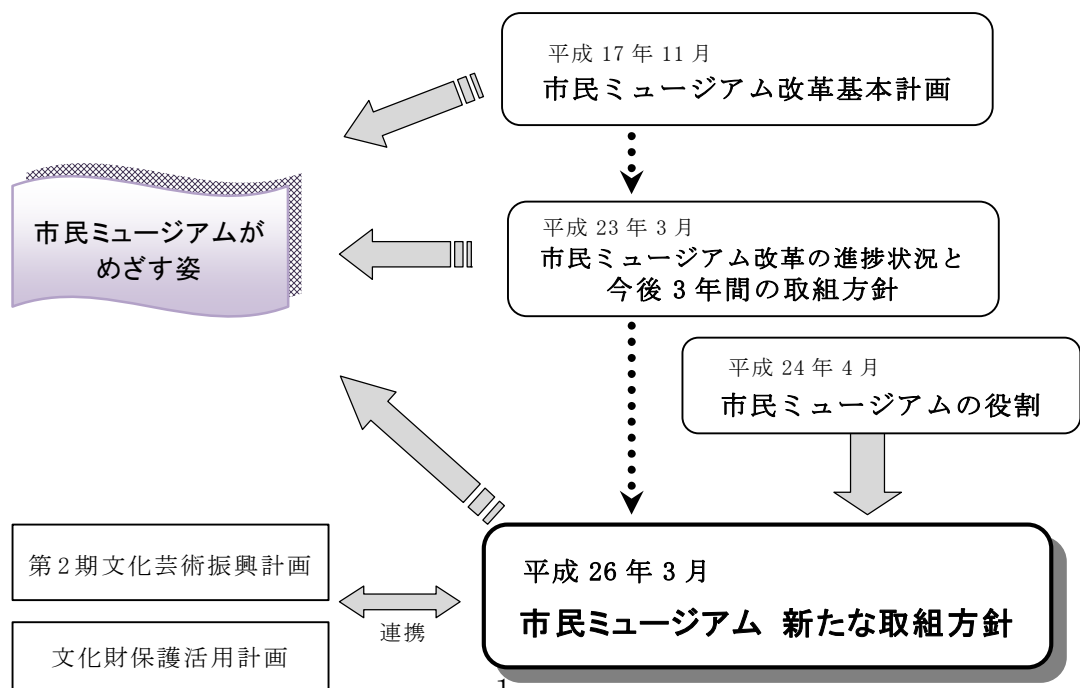 平成 17 年 11 月
市民ミュージアム改革基本計画
市民ミュージアムが
めざす姿
平成 23 年 3 月
市民ミュージアム改革の進捗状況と
今後 3 年間の取組方針
平成 24 年 4 月
市民ミュージアムの役割
第2期文化芸術振興計画
文化財保護活用計画
連携
平成 26 年 3 月
市民ミュージアム 新たな取組方針
1